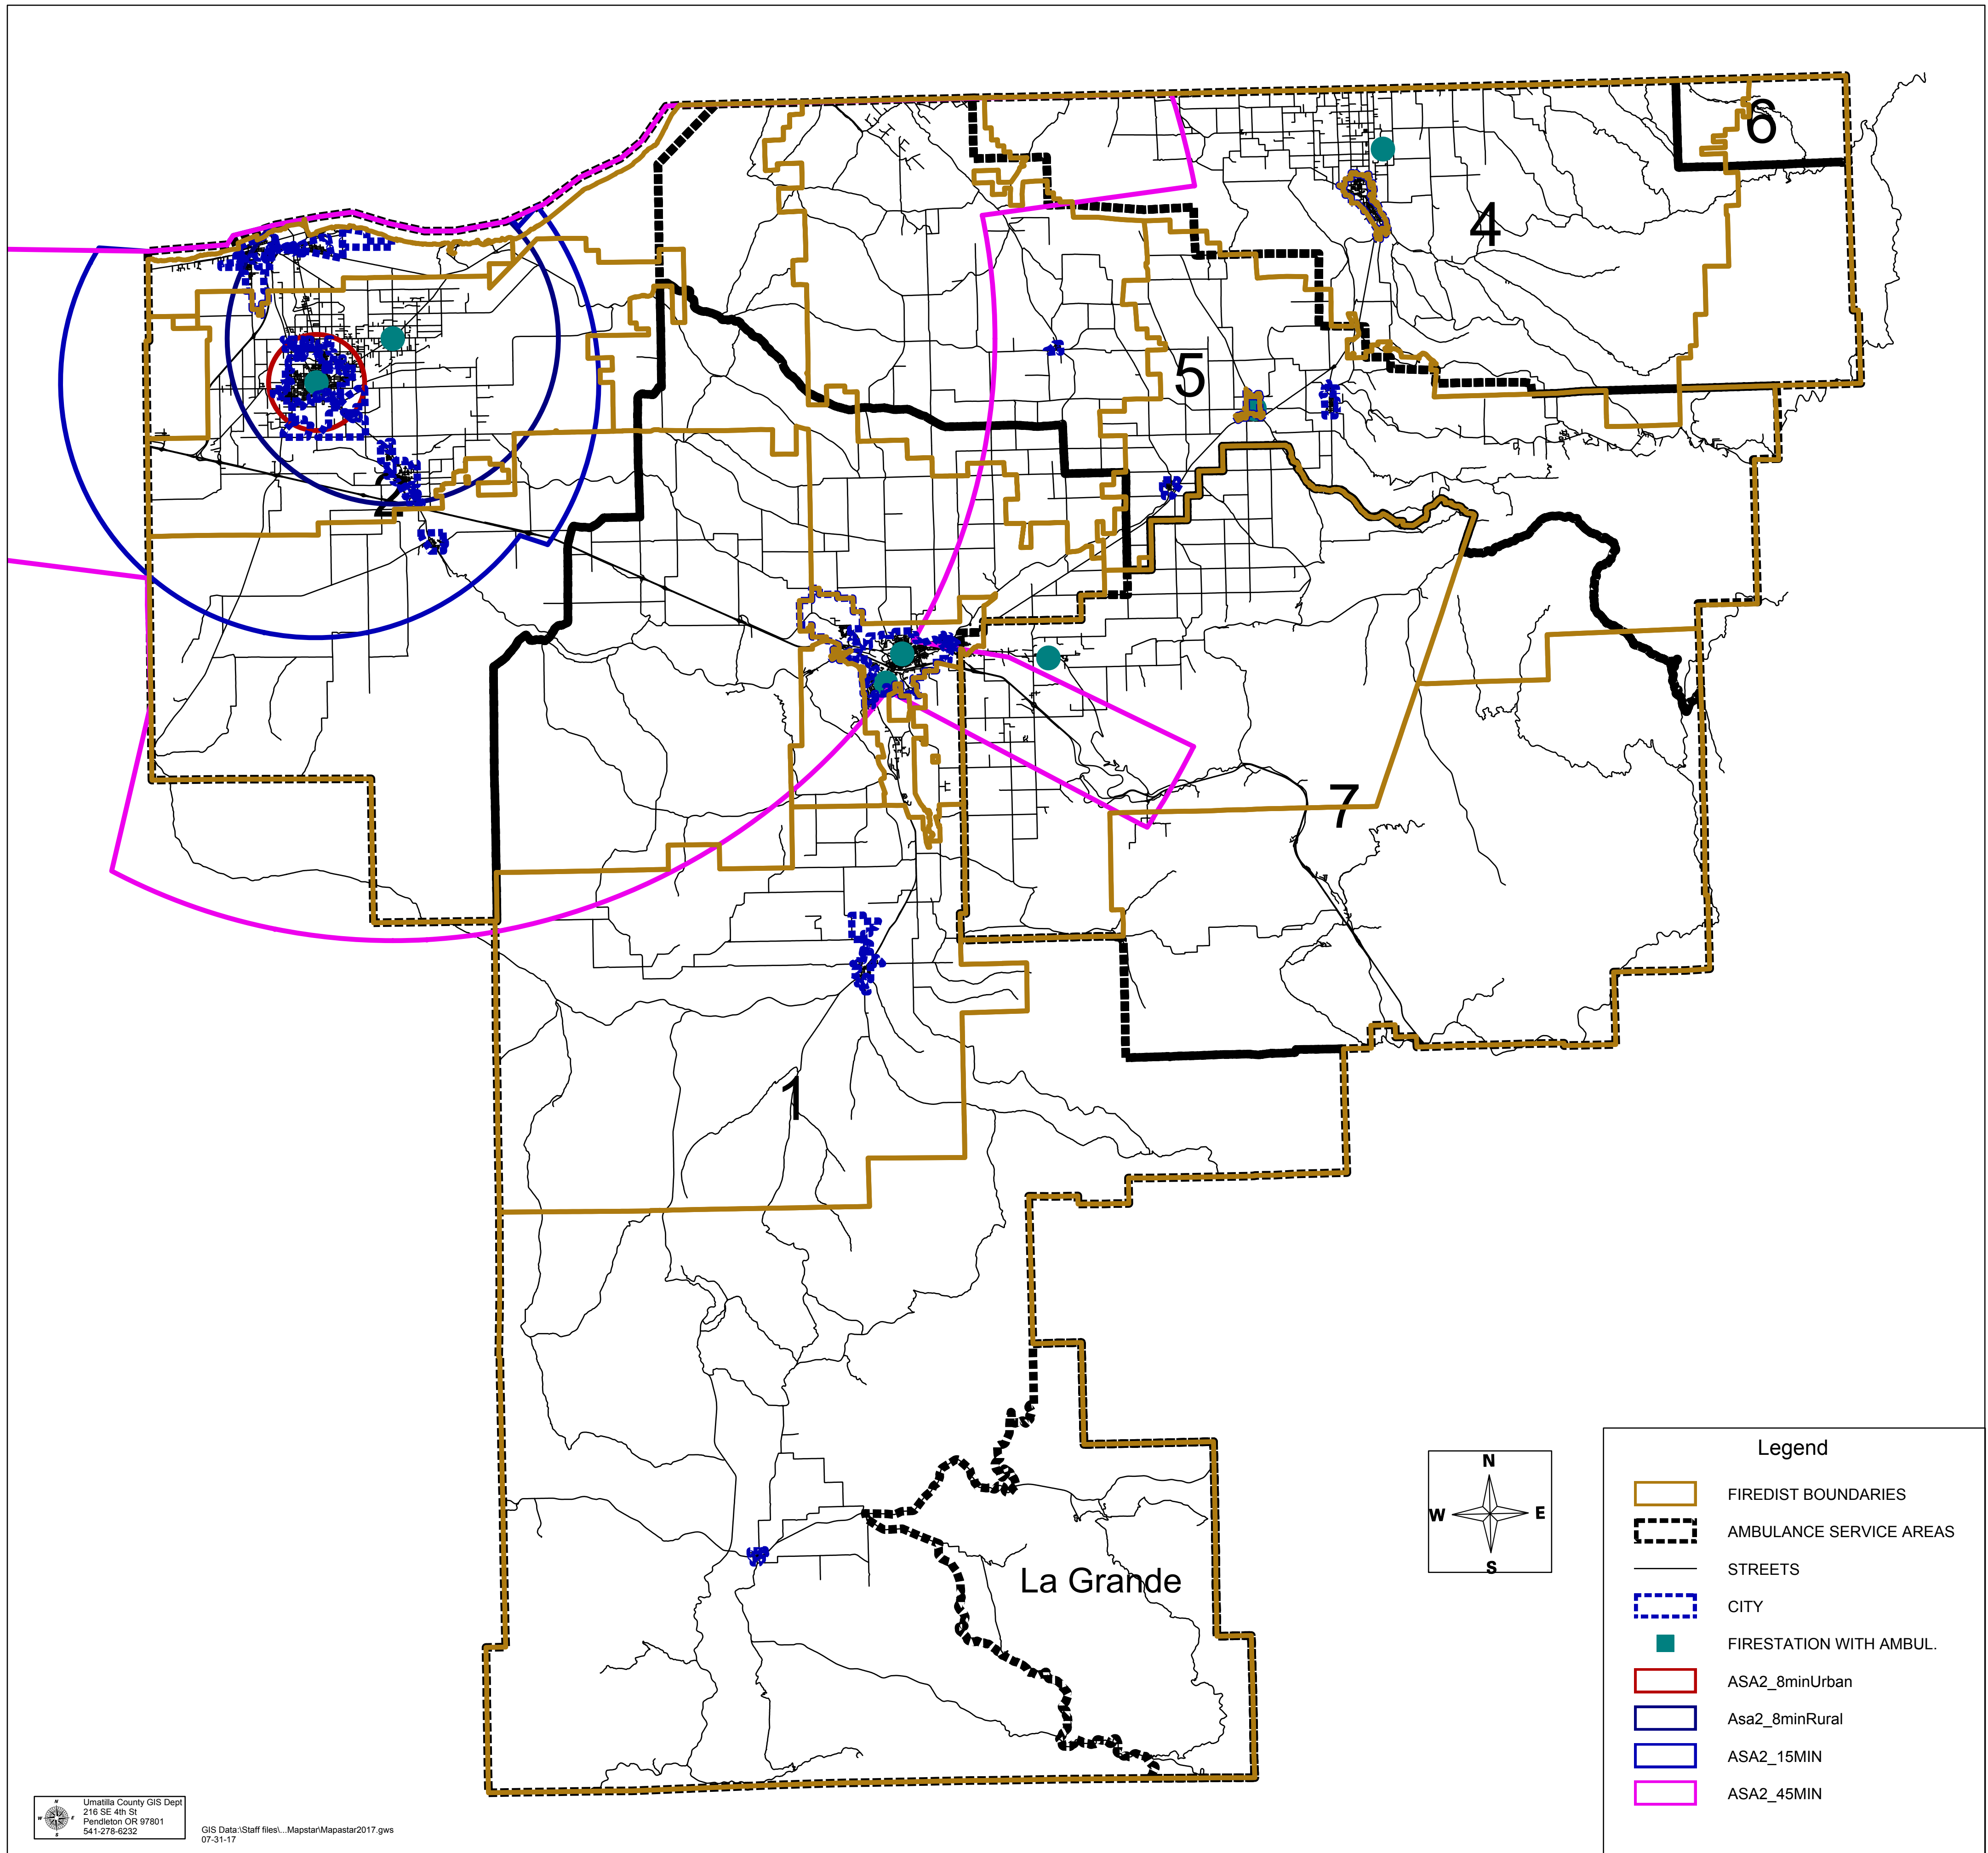 6
4
5
2
7
1
La Grande
N
W E
S
Legend
FIREDIST BOUNDARIES
AMBULANCE SERVICE AREAS
STREETS
CITY
FIRESTATION WITH AMBUL.
ASA2_8minUrban
Asa2_8minRural
ASA2_15MIN
ASA2_45MIN
N
W E
S
Umatilla County GIS Dept
216 SE 4th St
Pendleton OR 97801
541-278-6232
GIS Data:\Staff files\...Mapstar\Mapastar2017.gws
07-31-17